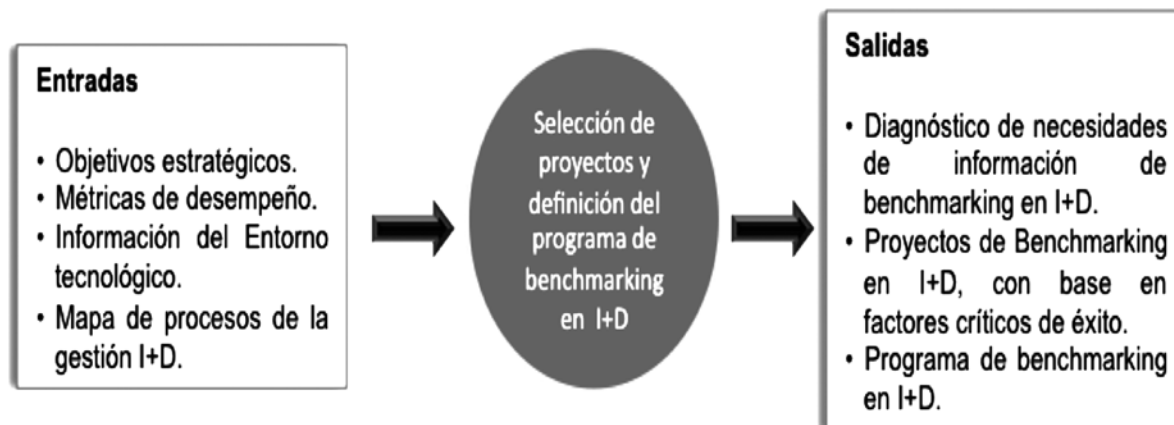 Entradas
• Objetivos estratégicos.
• Métricas de desempeño.
• Información del Entorno
tecnológico.
• Mapa de procesos de la
gestión I+D.
Selección de
proyectos y
definición del
programa de
benchmarking
en I+D
Salidas
• Diagnóstico de necesidades
de información de
benchmarking en I+D.
• Proyectos de Benchmarking
en I+D, con base en
factores críticos de éxito.
• Programa de benchmarking
en I+D.